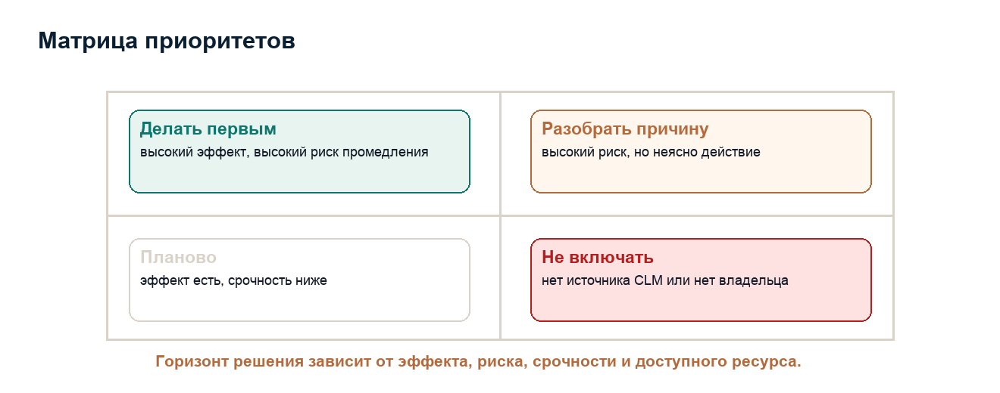 Матрица приоритетов
Делать первым
высокий эффект, высокий риск промедления
Разобрать причину
высокий риск, но неясно действие
Планово
эффект есть, срочность ниже
Не включать
нет источника CLM или нет владельца
Горизонт решения зависит от эффекта, риска, срочности и доступного ресурса.